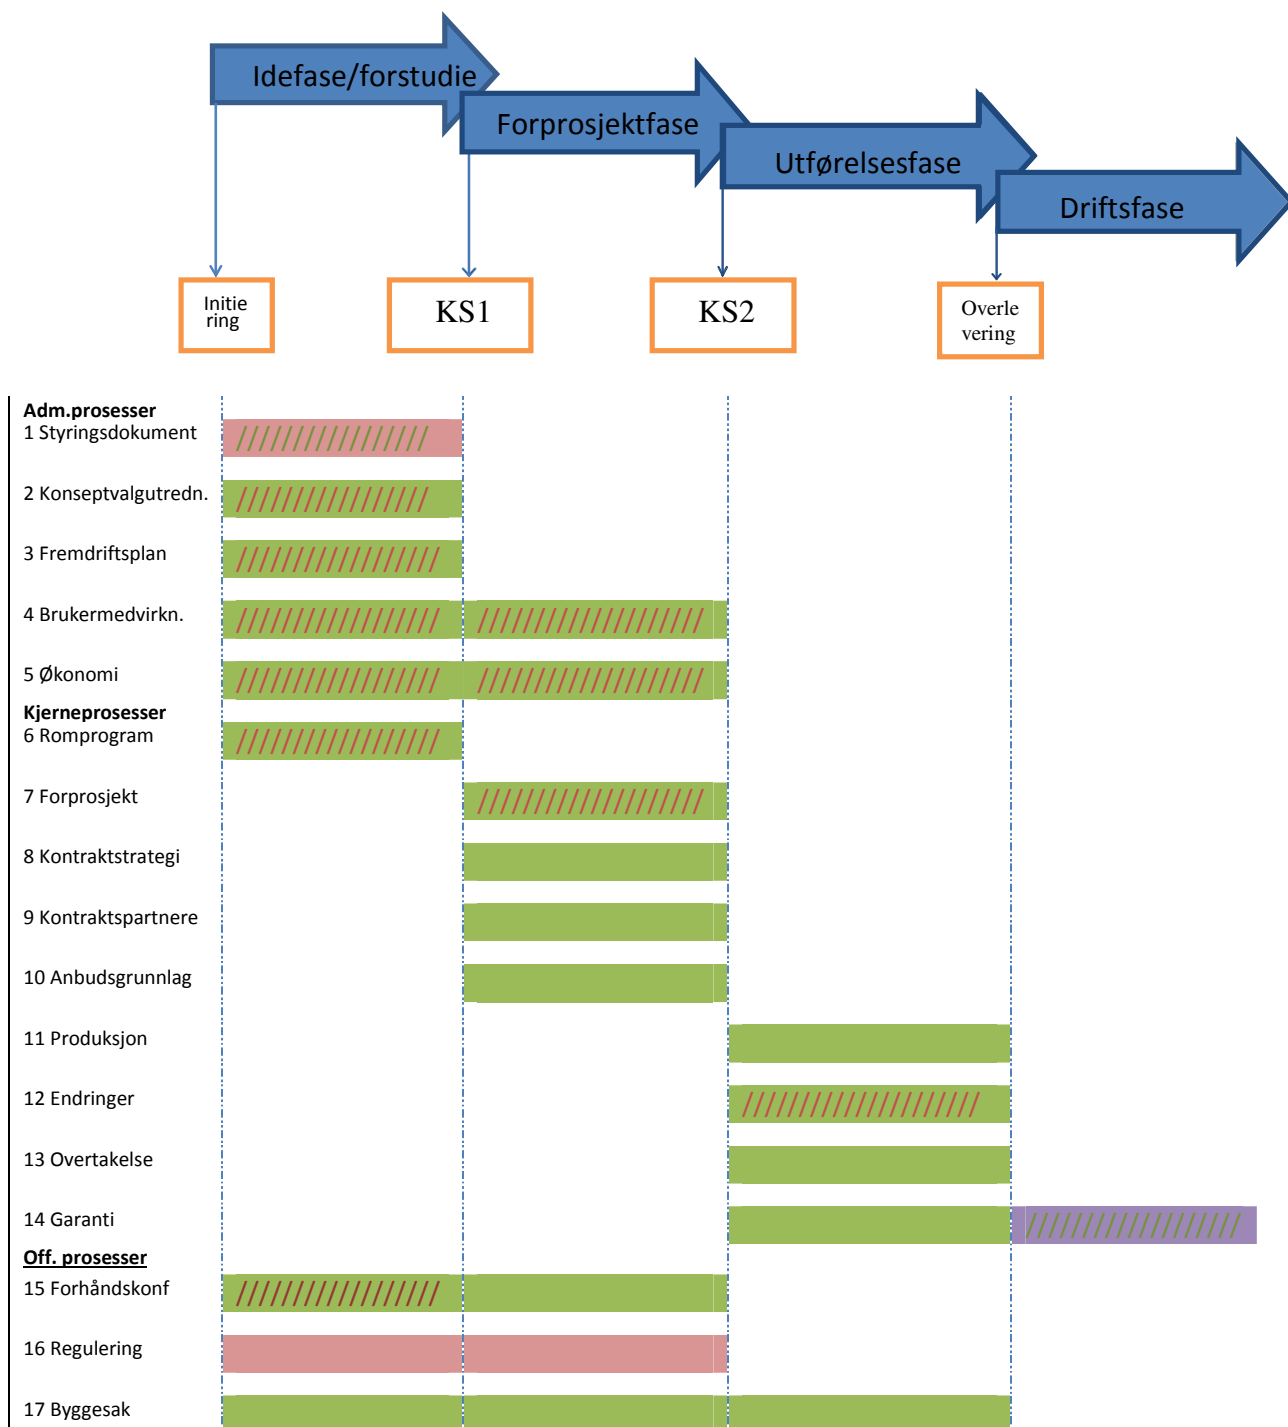 Idefase/forstudie
Forprosjektfase
Utførelsesfase
Driftsfase
Initie
ring
KS1
KS2
Overle
vering
Adm.prosesser
1 Styringsdokument
2 Konseptvalgutredn.
3 Fremdriftsplan
4 Brukermedvirkn.
5 Økonomi
Kjerneprosesser
6 Romprogram
7 Forprosjekt
8 Kontraktstrategi
9 Kontraktspartnere
10 Anbudsgrunnlag
11 Produksjon
12 Endringer
13 Overtakelse
14 Garanti
Off. prosesser
15 Forhåndskonf
16 Regulering
17 Byggesak